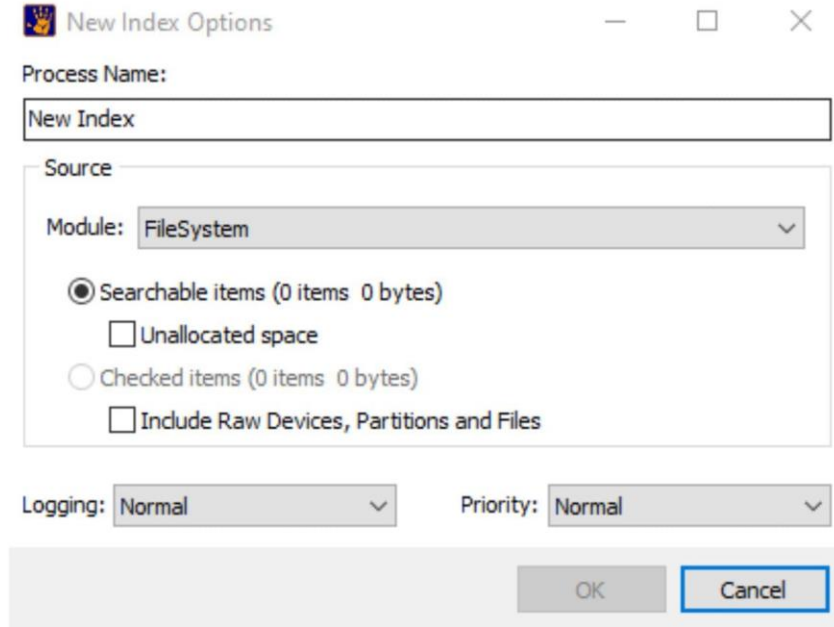 New Index Options
Process Name:
New Index
Source
Module: FileSystem
Searchable items (0 items  0 bytes)
Unallocated space
Checked items (0 items  0 bytes)
Include Raw Devices, Partitions and Files
Logging: Normal Priority: Normal
OK Cancel